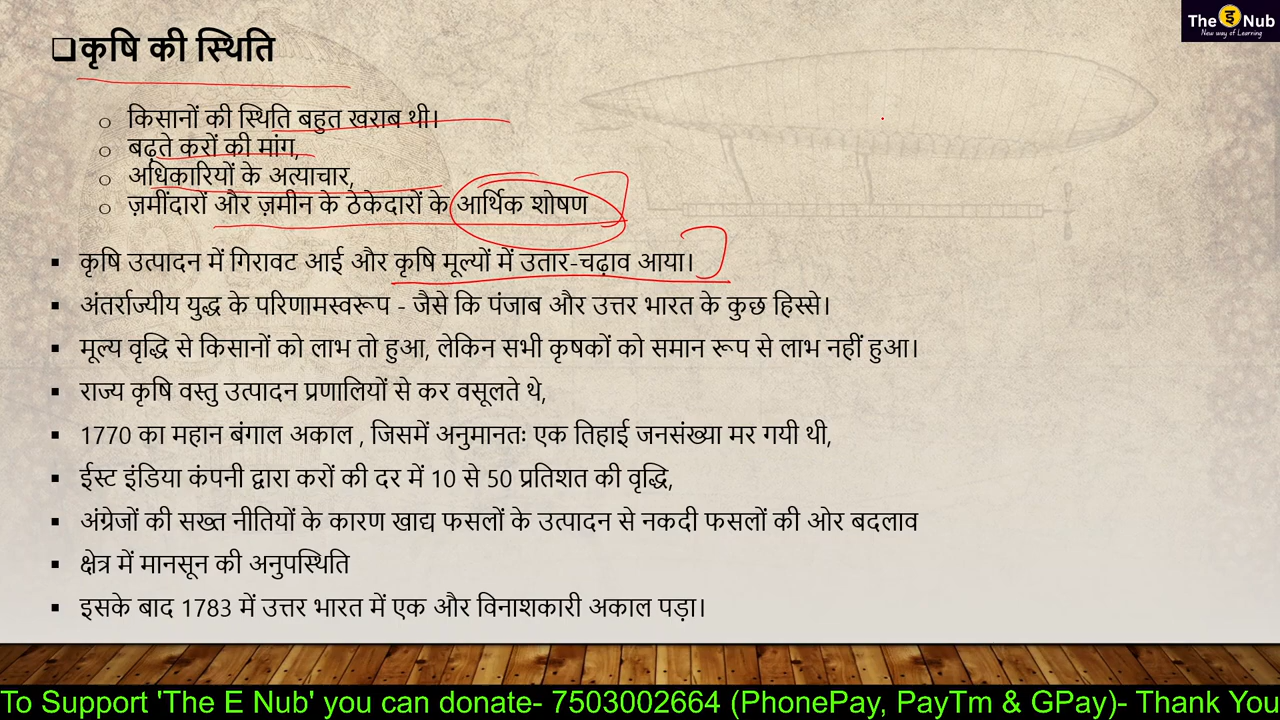 The इ Nub
New way of Learning
❑कृषि की स्थिति
o किसानों की स्थिति बहुत खराब थी।
o बढ़ते करों की मांग,
o अधिकारियों के अत्याचार,
o ज़मींदारों और ज़मीन के ठेकेदारों के आर्थिक शोषण
▪ कृषि उत्पादन में गिरावट आई और कृषि मूल्यों में उतार-चढ़ाव आया।
▪ अंतर्राज्यीय युद्ध के परिणामस्वरूप - जैसे कि पंजाब और उत्तर भारत के कुछ हिस्से।
▪ मूल्य वृद्धि से किसानों को लाभ तो हुआ, लेकिन सभी कृषकों को समान रूप से लाभ नहीं हुआ।
▪ राज्य कृषि वस्तु उत्पादन प्रणालियों से कर वसूलते थे,
▪ 1770 का महान बंगाल अकाल , जिसमें अनुमानतः एक तिहाई जनसंख्या मर गयी थी,
▪ ईस्ट इंडिया कंपनी द्वारा करों की दर में 10 से 50 प्रतिशत की वृद्धि,
▪ अंग्रेजों की सख्त नीतियों के कारण खाद्य फसलों के उत्पादन से नकदी फसलों की ओर बदलाव
▪ क्षेत्र में मानसून की अनुपस्थिति
▪ इसके बाद 1783 में उत्तर भारत में एक और विनाशकारी अकाल पड़ा।
To Support 'The E Nub' you can donate- 7503002664 (PhonePay, PayTm & GPay)- Thank You